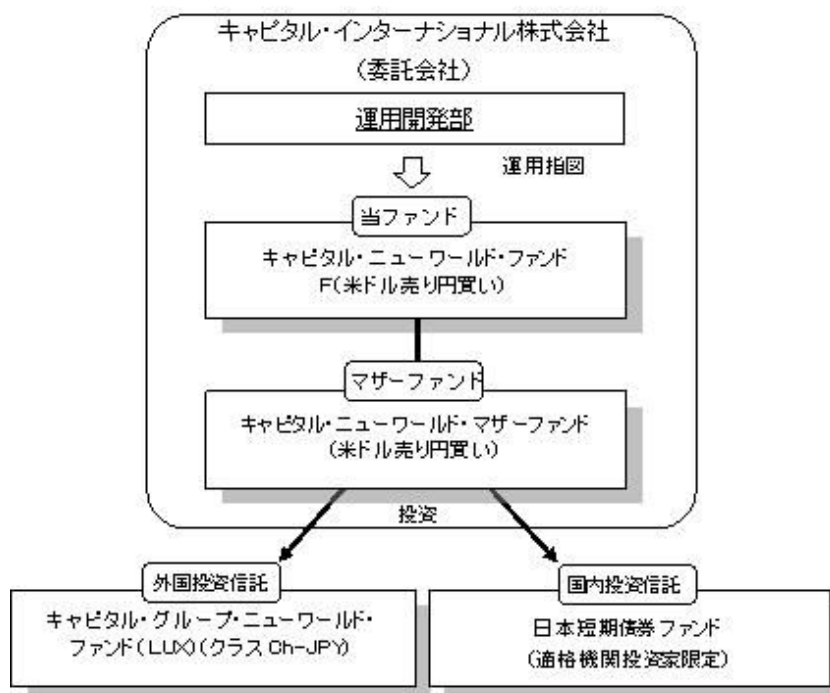 キャピタル・インターナショナル株式会社
(委託会社)
運用開発部
運用指図
当ファンド
キャピタル・ニューワールド・ファンド
F(米ドル売り円買い)
マザーファンド
キャピタル・ニューワールド・マザーファンド
(米ドル売り円買い)
投資
外国投資信託
キャピタル・グループ・ニューワールド・
ファンド(LUX)(クラスCh-JPY)
国内投資信託
日本短期債券ファンド
(適格機関投資家限定)